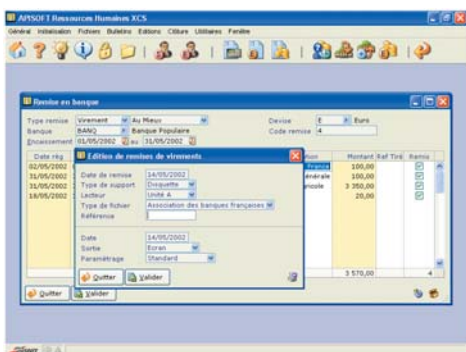 APISOFT Ressources Humaines XCS
Général Initialisation Fichiers Bulletins Editions Clôture Utilitaires Fenêtre
Remise en banque
Type remise Virement Au Mieux Devise E Euro
Banque BANQ Banque Populaire Code remise 4
Encaissement 01/05/2002 au 31/05/2002
Date règ Montant Ref Tiré Remis
02/05/2002 100,00
31/05/2002 100,00
31/05/2002 3 350,00
18/05/2002 20,00
Edition de remises de virements
Date de remise 14/05/2002
Type de support Disquette
Lecteur Unité A
Type de fichier Association des banques françaises
Référence
Date 14/05/2002
Sortie Ecran
Paramétrage Standard
Quitter Valider
3 570,00 4
Quitter Valider